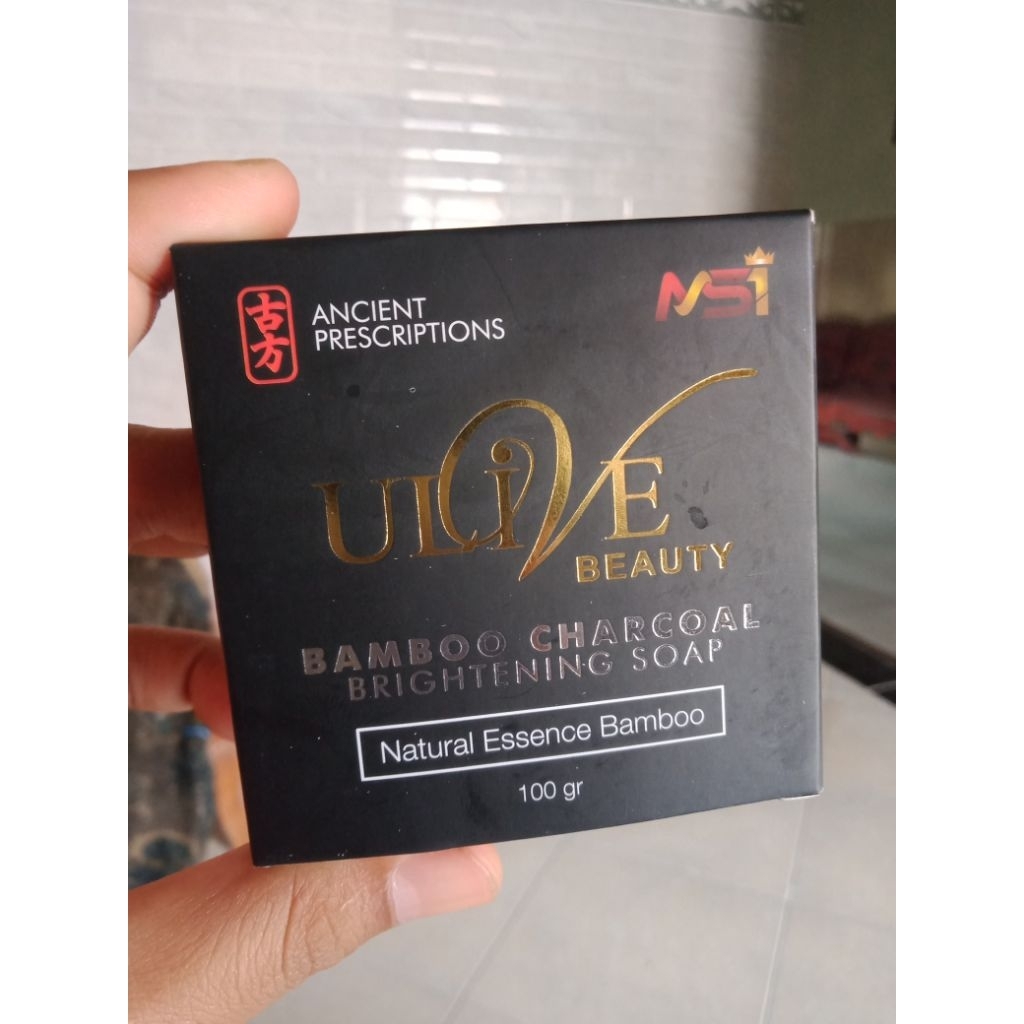 古方
ANCIENT
PRESCRIPTIONS
MS1
ULIVE
BEAUTY
BAMBOO CHARCOAL
BRIGHTENING SOAP
Natural Essence Bamboo
100 gr